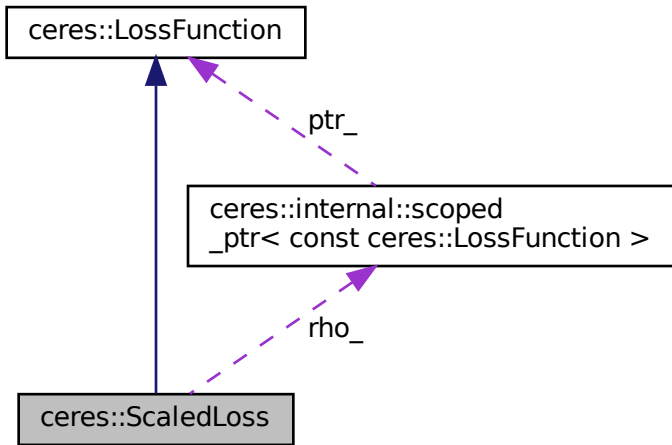 ceres::LossFunction
ptr_
ceres::internal::scoped
_ptr< const ceres::LossFunction >
rho_
ceres::ScaledLoss